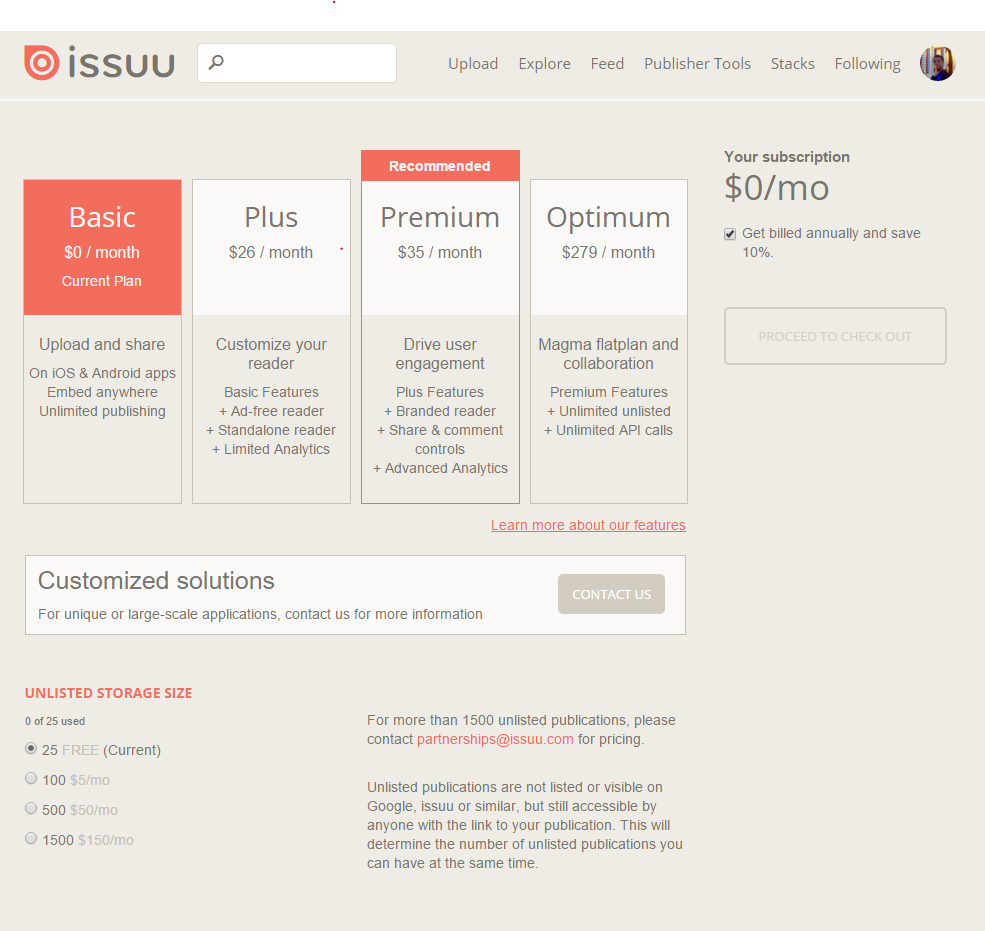 issuu
Upload Explore Feed Publisher Tools Stacks Following
Basic
$0 / month
Current Plan
Upload and share
On iOS & Android apps
Embed anywhere
Unlimited publishing
Plus
$26 / month
Customize your
reader
Basic Features
+ Ad-free reader
+ Standalone reader
+ Limited Analytics
Recommended
Premium
$35 / month
Drive user
engagement
Plus Features
+ Branded reader
+ Share & comment
controls
+ Advanced Analytics
Optimum
$279 / month
Magma flatplan and
collaboration
Premium Features
+ Unlimited unlisted
+ Unlimited API calls
Your subscription
$0/mo
Get billed annually and save
10%.
PROCEED TO CHECK OUT
Learn more about our features
Customized solutions
For unique or large-scale applications, contact us for more information
CONTACT US
UNLISTED STORAGE SIZE
0 of 25 used
25 FREE (Current)
100 $5/mo
500 $50/mo
1500 $150/mo
For more than 1500 unlisted publications, please
contact partnerships@issuu.com for pricing.
Unlisted publications are not listed or visible on
Google, issuu or similar, but still accessible by
anyone with the link to your publication. This will
determine the number of unlisted publications you
can have at the same time.